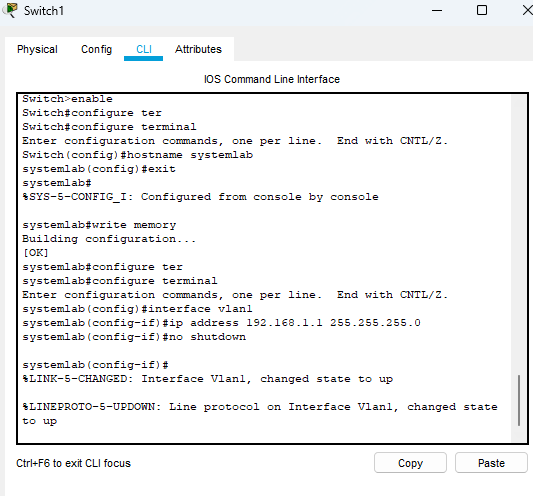 Switch1
Physical Config CLI Attributes
IOS Command Line Interface
Switch>enable
Switch#configure ter
Switch#configure terminal
Enter configuration commands, one per line.  End with CNTL/Z.
Switch(config)#hostname systemlab
systemlab(config)#exit
systemlab#
%SYS-5-CONFIG_I: Configured from console by console
systemlab#write memory
Building configuration...
[OK]
systemlab#configure ter
systemlab#configure terminal
Enter configuration commands, one per line.  End with CNTL/Z.
systemlab(config)#interface vlan1
systemlab(config-if)#ip address 192.168.1.1 255.255.255.0
systemlab(config-if)#no shutdown
systemlab(config-if)#
%LINK-5-CHANGED: Interface Vlan1, changed state to up
%LINEPROTO-5-UPDOWN: Line protocol on Interface Vlan1, changed state
to up
Ctrl+F6 to exit CLI focus Copy Paste